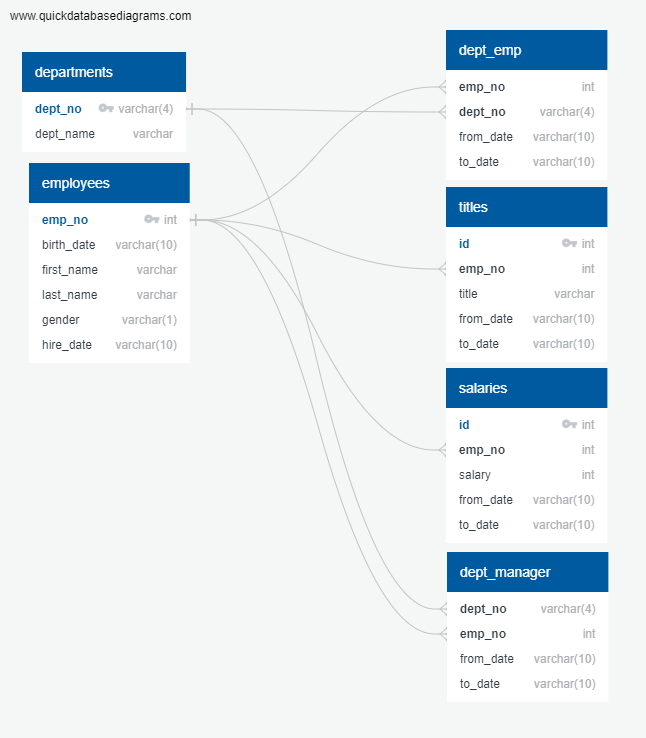 www.quickdatabasediagrams.com
departments
dept_no varchar(4)
dept_name varchar
employees
emp_no int
birth_date varchar(10)
first_name varchar
last_name varchar
gender varchar(1)
hire_date varchar(10)
dept_emp
emp_no int
dept_no varchar(4)
from_date varchar(10)
to_date varchar(10)
titles
id int
emp_no int
title varchar
from_date varchar(10)
to_date varchar(10)
salaries
id int
emp_no int
salary int
from_date varchar(10)
to_date varchar(10)
dept_manager
dept_no varchar(4)
emp_no int
from_date varchar(10)
to_date varchar(10)